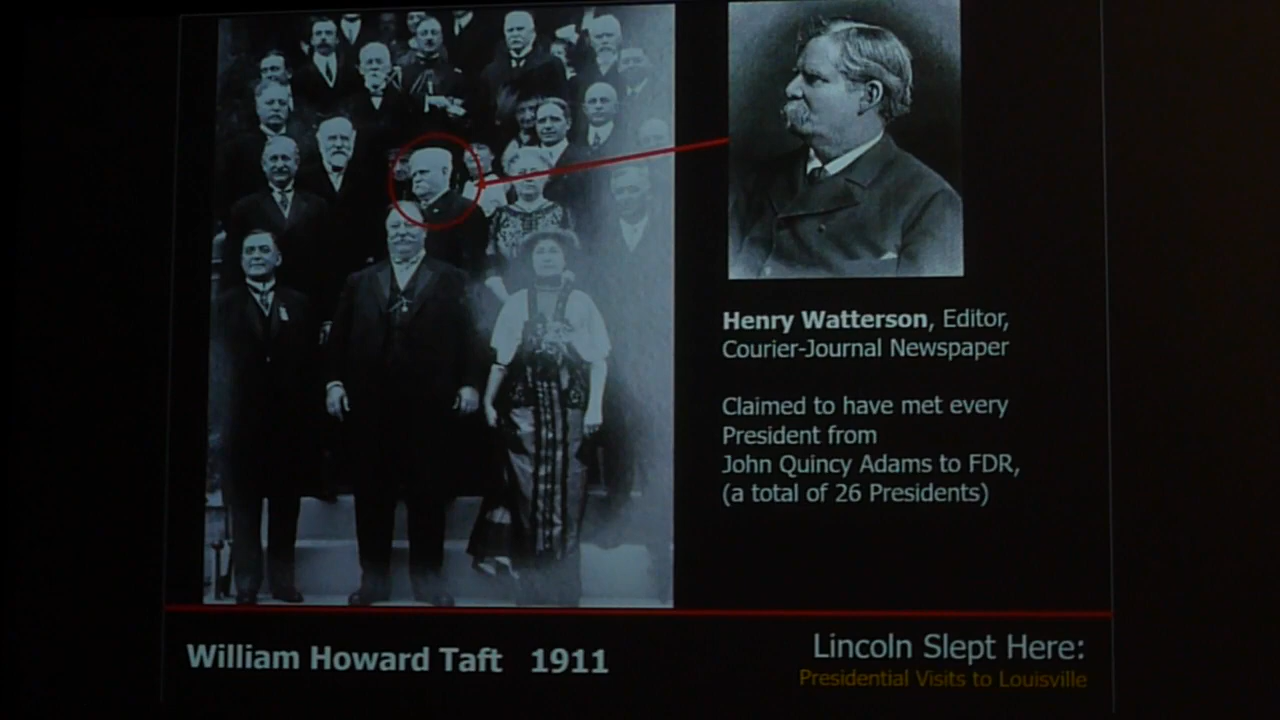 Henry Watterson, Editor,
Courier-Journal Newspaper
Claimed to have met every
President from
John Quincy Adams to FDR,
(a total of 26 Presidents)
William Howard Taft 1911
Lincoln Slept Here:
Presidential Visits to Louisville